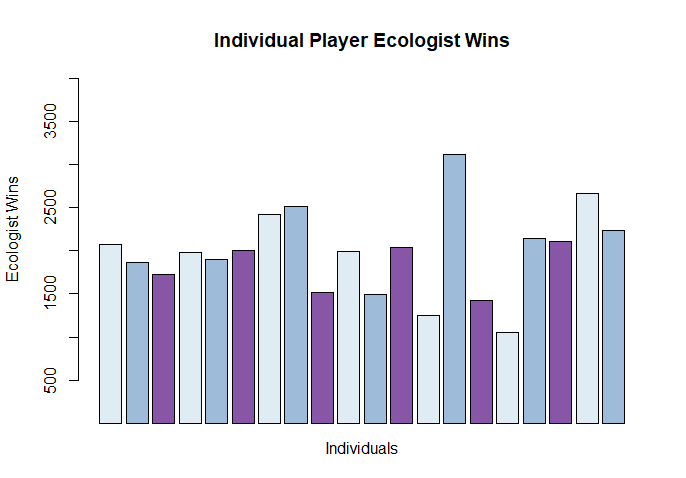 Individual Player Ecologist Wins
Ecologist Wins
3500
2500
1500
500
Individuals